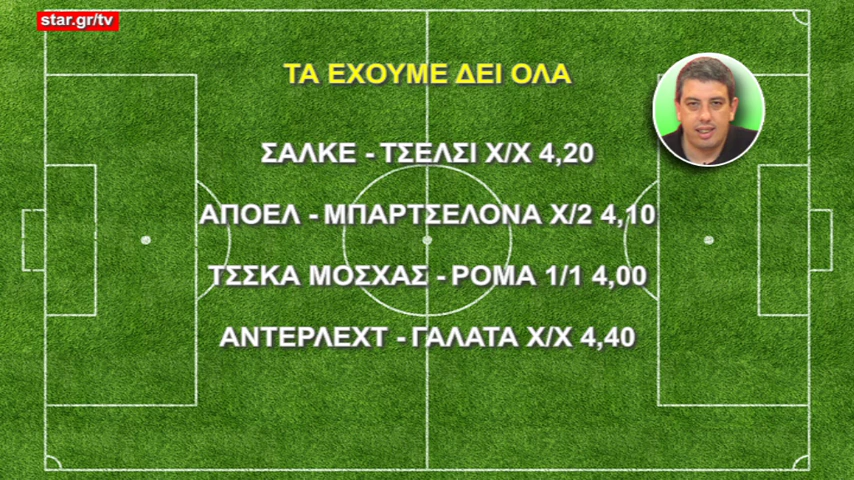 star.gr/tv
ΤΑ ΕΧΟΥΜΕ ΔΕΙ ΟΛΑ
ΣΑΛΚΕ - ΤΣΕΛΣΙ Χ/Χ 4,20
ΑΠΟΕΛ - ΜΠΑΡΤΣΕΛΟΝΑ Χ/2 4,10
ΤΣΣΚΑ ΜΟΣΧΑΣ - ΡΟΜΑ 1/1 4,00
ΑΝΤΕΡΛΕΧΤ - ΓΑΛΑΤΑ Χ/Χ 4,40